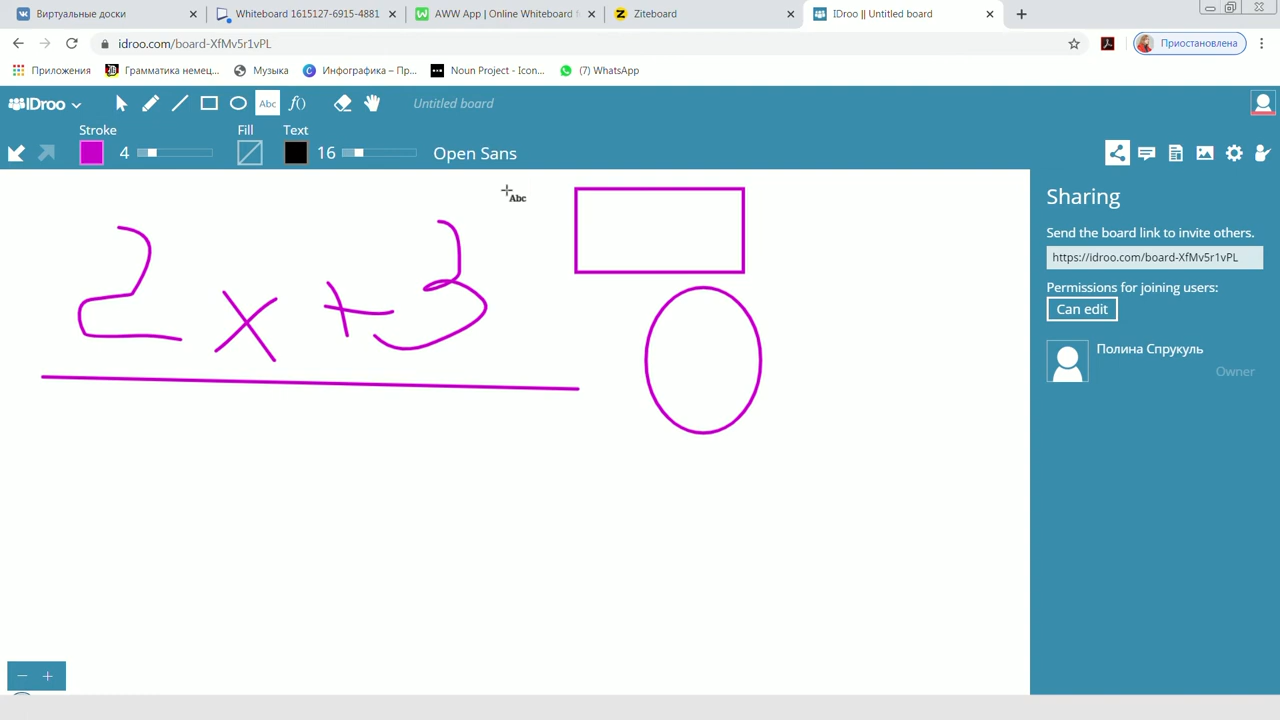 Виртуальные доски
Whiteboard 1615127-6915-4881
AWW App | Online Whiteboard f
Ziteboard
IDroo || Untitled board
idroo.com/board-XfMv5r1vPL
Приостановлена
Приложения
Грамматика немец...
Музыка
Инфографика – Пр...
Noun Project - Icon...
(7) WhatsApp
IDroo
Abc
f()
Untitled board
Stroke
Fill
Text
4
16
Open Sans
Abc
2x+3
Sharing
Send the board link to invite others.
https://idroo.com/board-XfMv5r1vPL
Permissions for joining users:
Can edit
Полина Спрукуль
Owner